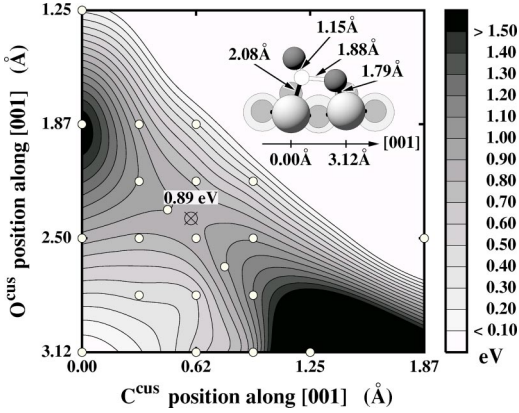 1.25
1.87
2.50
3.12
O^cus position along [001] (Å)
0.00
0.62
1.25
1.87
C^cus position along [001] (Å)
0.89 eV
1.15Å
2.08Å
1.88Å
1.79Å
[001]
0.00Å 3.12Å
> 1.50
1.40
1.30
1.20
1.10
1.00
0.90
0.80
0.70
0.60
0.50
0.40
0.30
0.20
< 0.10
eV